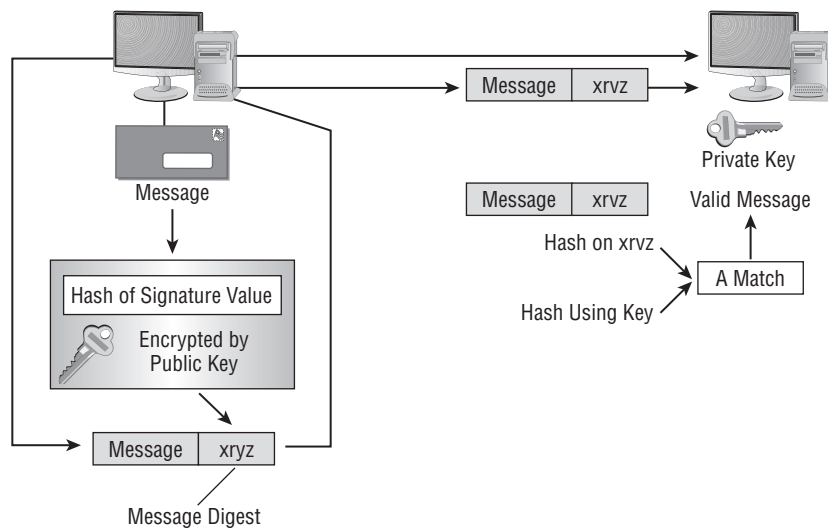 Message
xrvz
Private Key
Message
Message
xrvz
Valid Message
Hash on xrvz
A Match
Hash of Signature Value
Hash Using Key
Encrypted by
Public Key
Message
xryz
Message Digest